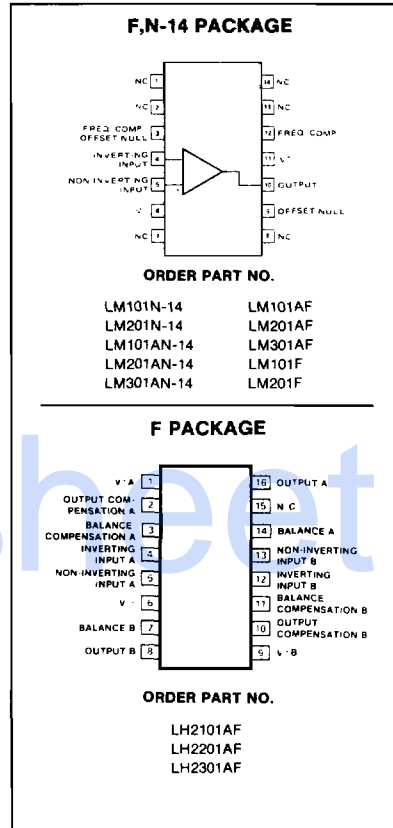 F,N-14 PACKAGE
NC 1
14 NC
NC 2
13 NC
FREQ COMP
OFFSET NULL 3
12 FREQ COMP
INVERTING
INPUT 4
11 V+
NON-INVERTING
INPUT 5
10 OUTPUT
V 6
9 OFFSET NULL
NC 7
8 NC
ORDER PART NO.
LM101N-14 LM101AF
LM201N-14 LM201AF
LM101AN-14 LM301AF
LM201AN-14 LM101F
LM301AN-14 LM201F
F PACKAGE
V+A 1
16 OUTPUT A
OUTPUT COM-
PENSATION A 2
15 N C
BALANCE
COMPENSATION A 3
14 BALANCE A
INVERTING
INPUT A 4
13 NON-INVERTING
INPUT B
NON-INVERTING
INPUT A 5
12 INVERTING
INPUT B
V - 6
11 BALANCE
COMPENSATION B
BALANCE B 7
10 OUTPUT
COMPENSATION B
OUTPUT B 8
9 V+B
ORDER PART NO.
LH2101AF
LH2201AF
LH2301AF
heet